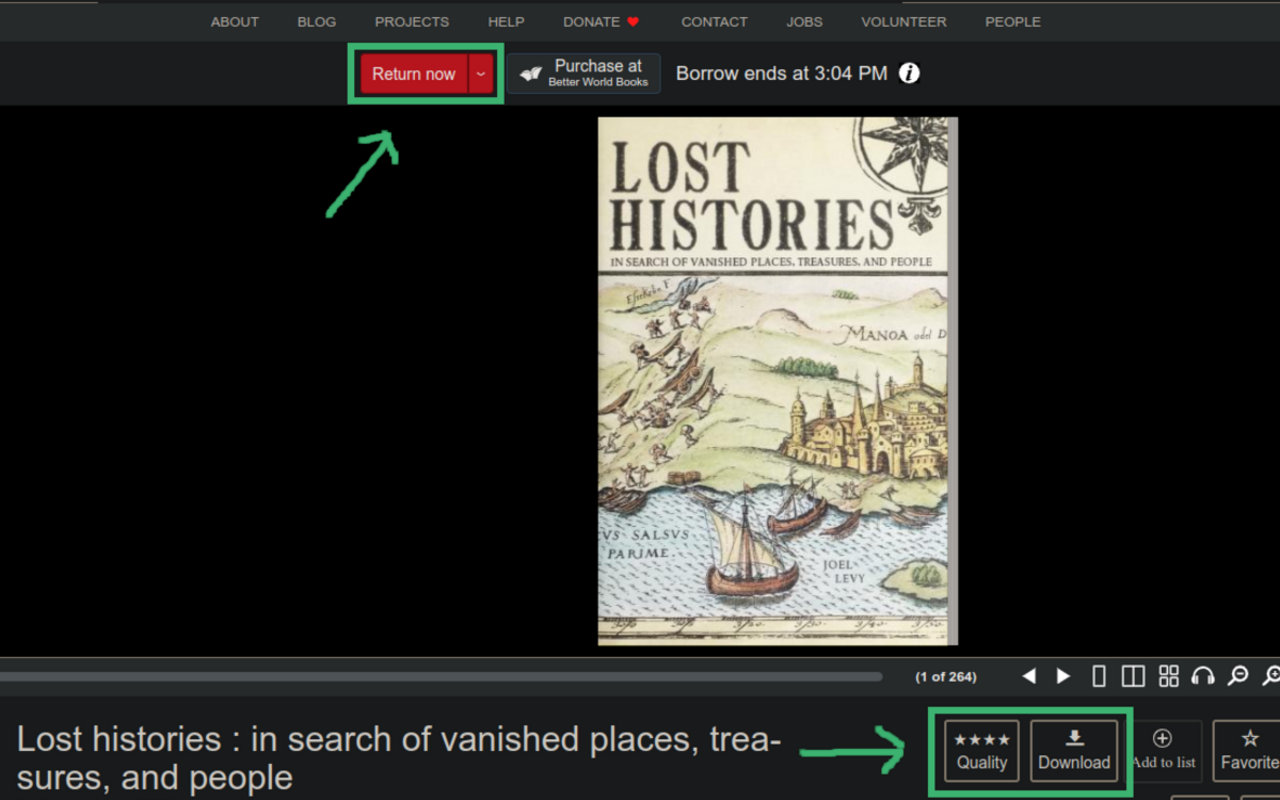 ABOUT BLOG PROJECTS HELP DONATE CONTACT JOBS VOLUNTEER PEOPLE
Return now
Purchase at
Better World Books
Borrow ends at 3:04 PM
LOST
HISTORIES
IN SEARCH OF VANISHED PLACES, TREASURES, AND PEOPLE
MANOA
VS SALSVS
PARIME.
JOEL
LEVY
(1 of 264)
Lost histories : in search of vanished places, trea-
sures, and people
Quality
Download
Add to list
Favorite